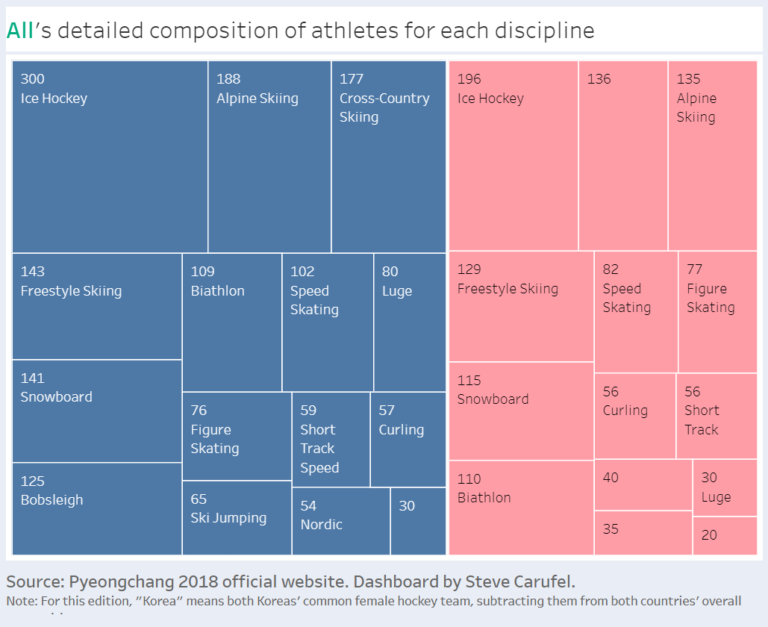 All's detailed composition of athletes for each discipline
300
Ice Hockey
188
Alpine Skiing
177
Cross-Country
Skiing
196
Ice Hockey
136
135
Alpine
Skiing
143
Freestyle Skiing
109
Biathlon
102
Speed
Skating
80
Luge
129
Freestyle Skiing
82
Speed
Skating
77
Figure
Skating
141
Snowboard
76
Figure
Skating
59
Short
Track
Speed
57
Curling
115
Snowboard
56
Curling
56
Short
Track
125
Bobsleigh
65
Ski Jumping
54
Nordic
30
110
Biathlon
40
30
Luge
35
20
Source: Pyeongchang 2018 official website. Dashboard by Steve Carufel.
Note: For this edition, "Korea" means both Koreas' common female hockey team, subtracting them from both countries' overall